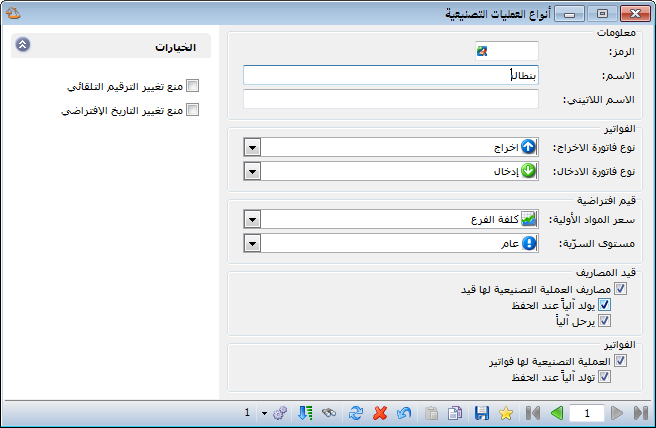 أنواع العمليات التصنيعية
معلومات
الرمز:
الاسم:
بنطال
الاسم اللاتيني:
الفواتير
نوع فاتورة الاخراج:
اخراج
نوع فاتورة الادخال:
إدخال
قيم افتراضية
سعر المواد الأولية:
كلفة الفرع
مستوى السرّية:
عام
قيد المصاريف
مصاريف العملية التصنيعية لها قيد
يولد آلياً عند الحفظ
يرحل آلياً
الفواتير
العملية التصنيعية لها فواتير
تولد آلياً عند الحفظ
الخيارات
منع تغيير الترقيم التلقائي
منع تغيير التاريخ الإفتراضي
1
1